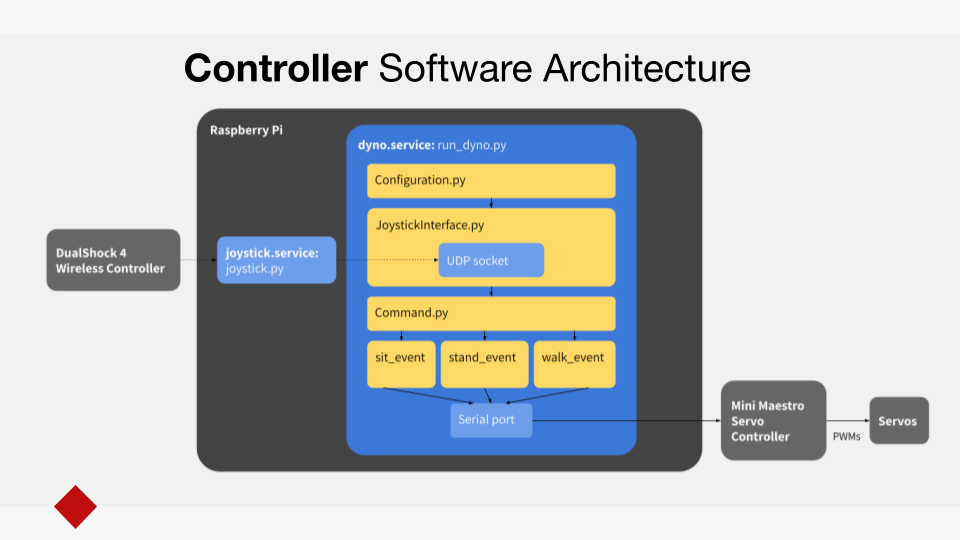 Controller Software Architecture
Raspberry Pi
dyno.service: run_dyno.py
Configuration.py
JoystickInterface.py
UDP socket
DualShock 4
Wireless Controller
joystick.service:
joystick.py
Command.py
sit_event
stand_event
walk_event
Serial port
Mini Maestro
Servo
Controller
PWMs
Servos